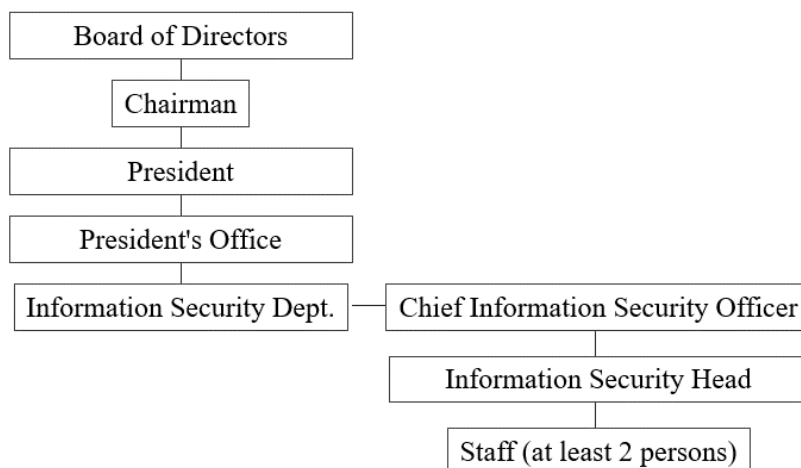 Board of Directors
Chairman
President
President's Office
Information Security Dept.
Chief Information Security Officer
Information Security Head
Staff (at least 2 persons)